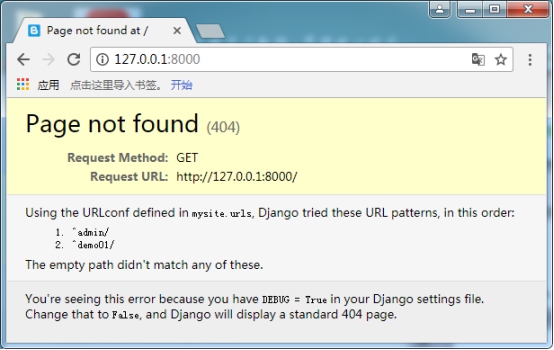 Page not found at /
127.0.0.1:8000
应用 点击这里导入书签。 开始
Page not found (404)
Request Method: GET
Request URL: http://127.0.0.1:8000/
Using the URLconf defined in mysite.urls, Django tried these URL patterns, in this order:
1. ^admin/
2. ^demo01/
The empty path didn't match any of these.
You're seeing this error because you have DEBUG = True in your Django settings file.
Change that to False, and Django will display a standard 404 page.